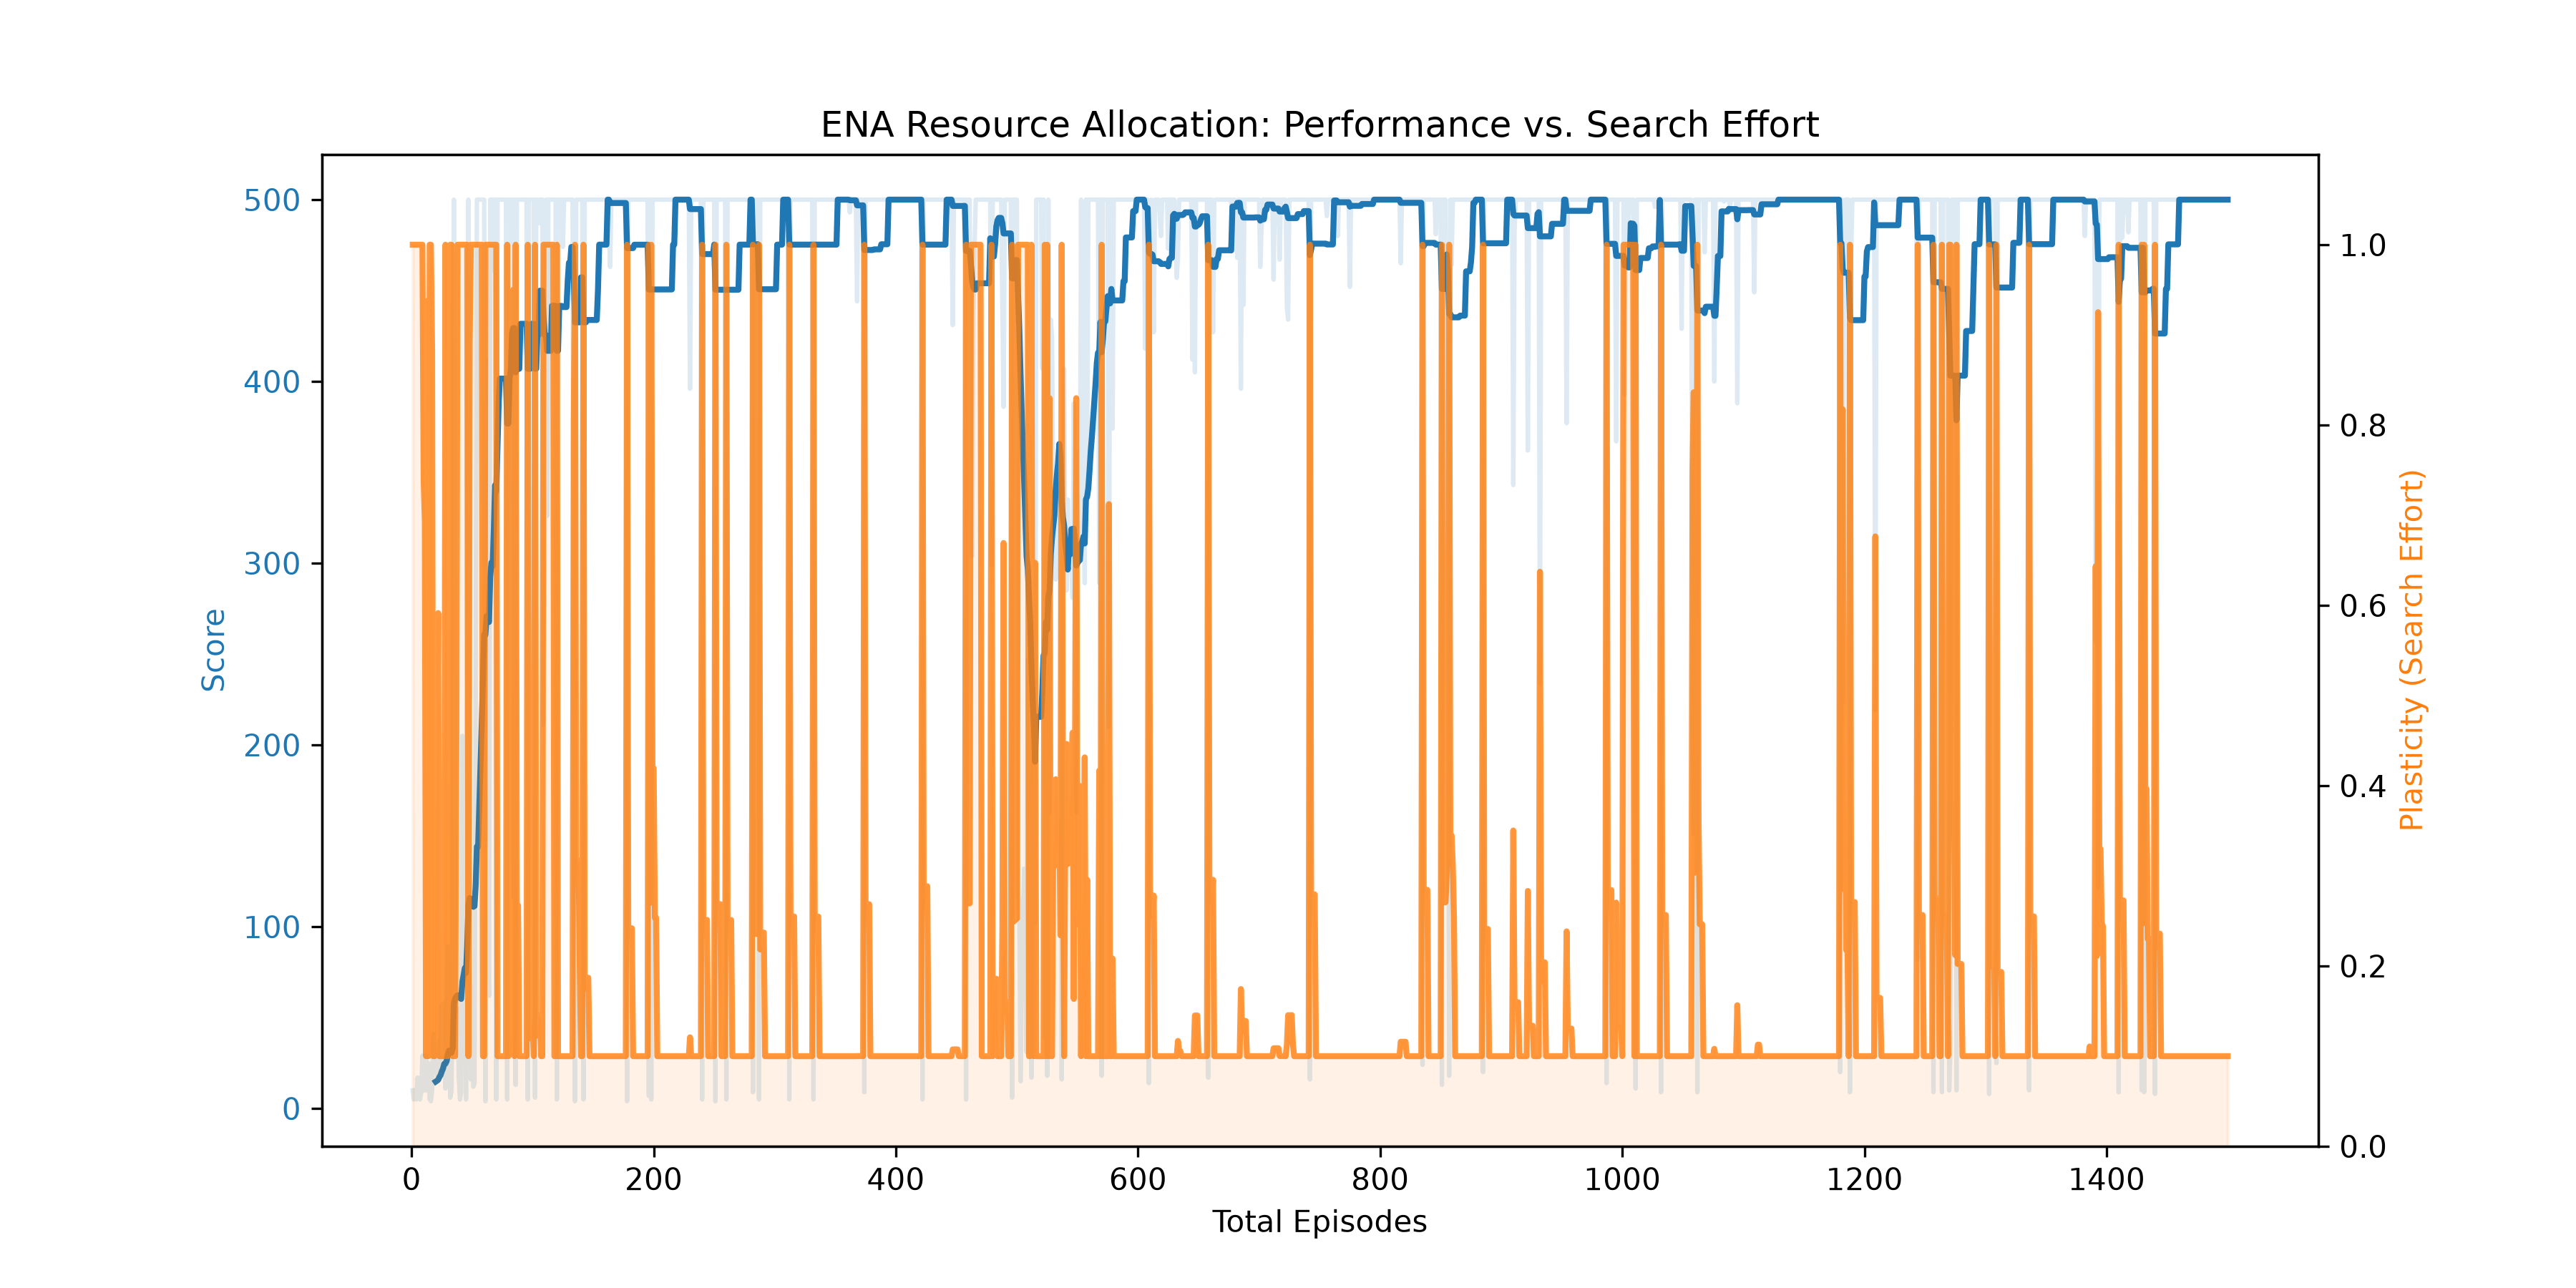 ENA Resource Allocation: Performance vs. Search Effort
500
400
300
200
100
0
Score
1.0
0.8
0.6
0.4
0.2
0.0
Plasticity (Search Effort)
0 200 400 600 800 1000 1200 1400
Total Episodes